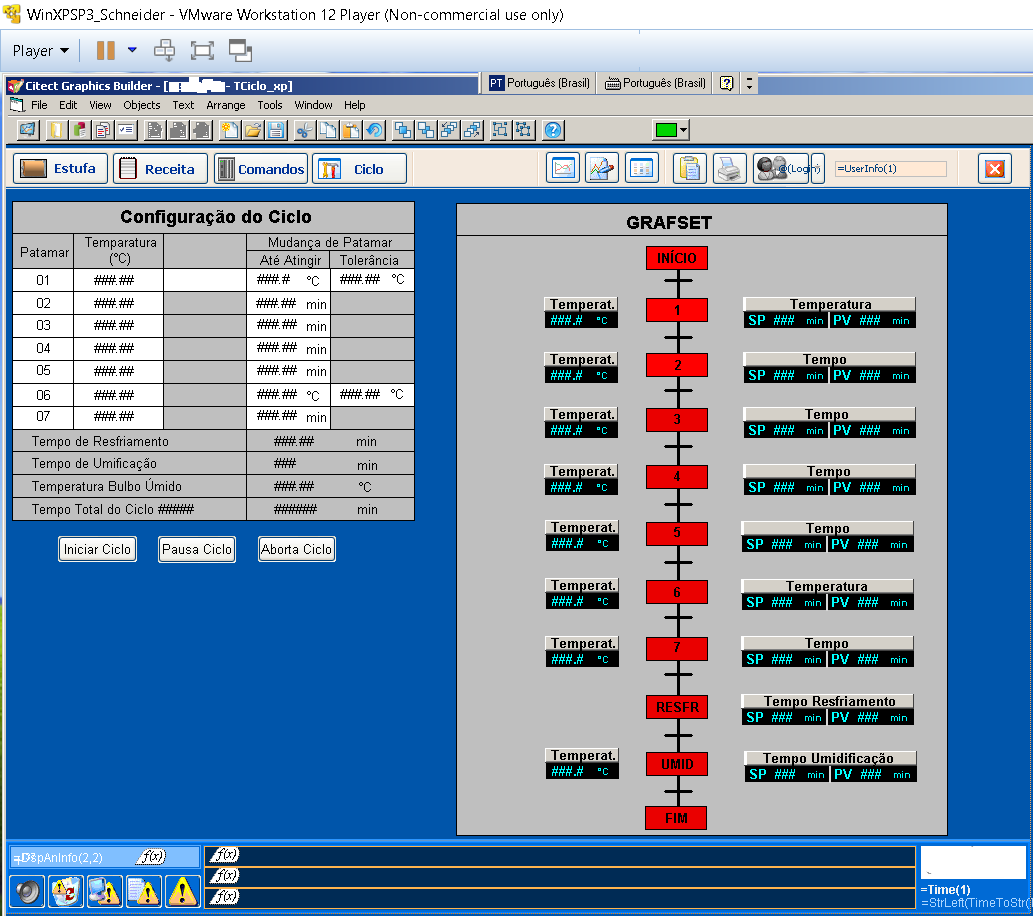 WinXPSP3_Schneider - VMware Workstation 12 Player (Non-commercial use only)
Player
Citect Graphics Builder - [ - TCiclo_xp]
PT Português (Brasil) Português (Brasil)
File Edit View Objects Text Arrange Tools Window Help
Estufa Receita Comandos Ciclo @(Login) =UserInfo(1)
Configuração do Ciclo
Patamar Temparatura (°C) Mudança de Patamar
Até Atingir Tolerância
01 ###.## ###.# °C ###.## °C
02 ###.## ###.## min
03 ###.## ###.## min
04 ###.## ###.## min
05 ###.## ###.## min
06 ###.## ###.## °C ###.## °C
07 ###.## ###.## min
Tempo de Resfriamento ###.## min
Tempo de Umificação ### min
Temperatura Bulbo Úmido ###.## °C
Tempo Total do Ciclo ##### ###### min
Iniciar Ciclo Pausa Ciclo Aborta Ciclo
GRAFSET
INÍCIO
Temperat. 1 Temperatura
###.# °C SP ### min PV ### min
Temperat. 2 Tempo
###.# °C SP ### min PV ### min
Temperat. 3 Tempo
###.# °C SP ### min PV ### min
Temperat. 4 Tempo
###.# °C SP ### min PV ### min
Temperat. 5 Tempo
###.# °C SP ### min PV ### min
Temperat. 6 Temperatura
###.# °C SP ### min PV ### min
Temperat. 7 Tempo
###.# °C SP ### min PV ### min
RESFR Tempo Resfriamento
SP ### min PV ### min
Temperat. UMID Tempo Umidificação
###.# °C SP ### min PV ### min
FIM
=DspAnInfo(2,2) f(x) f(x)
f(x)
f(x)
=Time(1)
=StrLeft(TimeToStr(